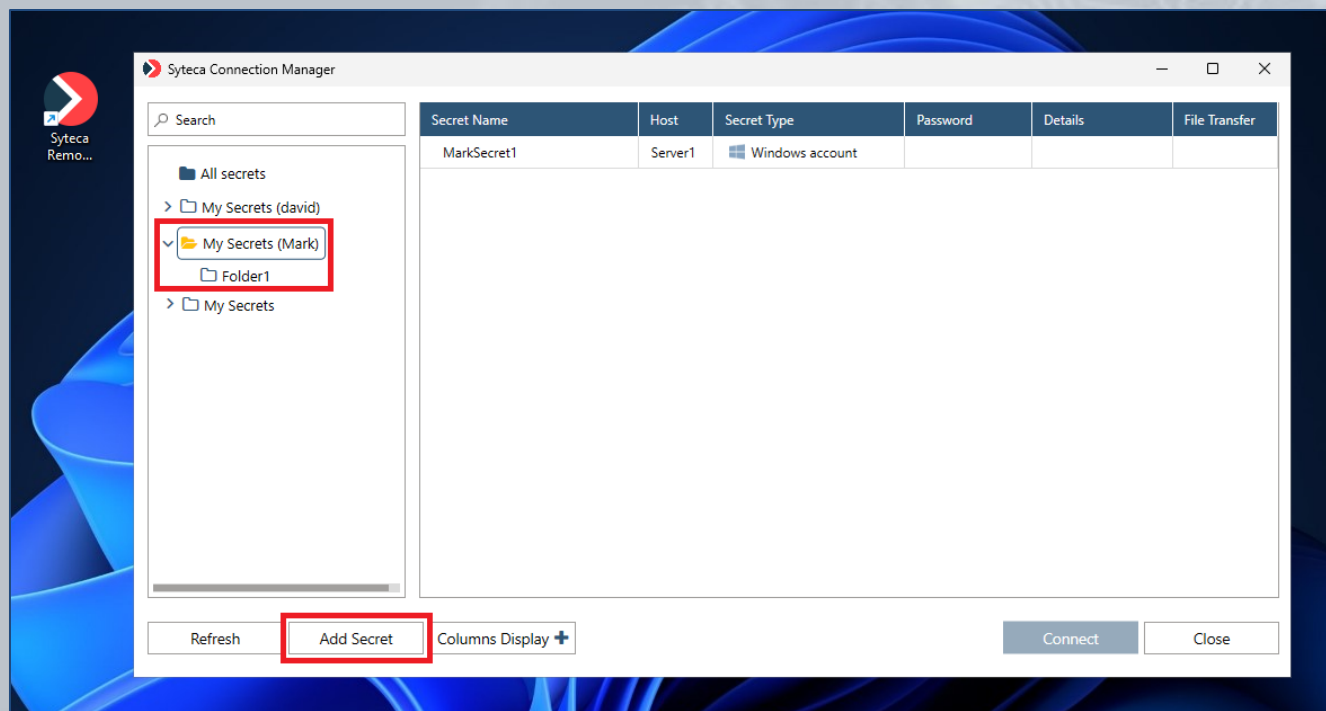 Syteca Connection Manager
Syteca
Remo...
Search
Secret Name Host Secret Type Password Details File Transfer
MarkSecret1 Server1 Windows account
All secrets
My Secrets (david)
My Secrets (Mark)
Folder1
My Secrets
Refresh Add Secret Columns Display Connect Close